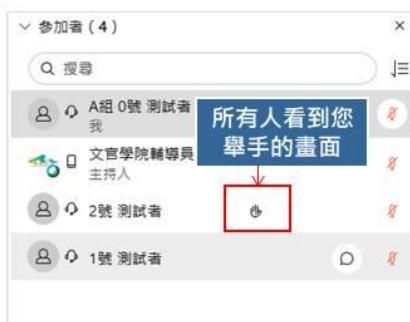 參加者 ( 4 )
搜尋
A組 0號 測試者
我
所有人看到您
舉手的畫面
文官學院輔導員
主持人
2號 測試者
1號 測試者